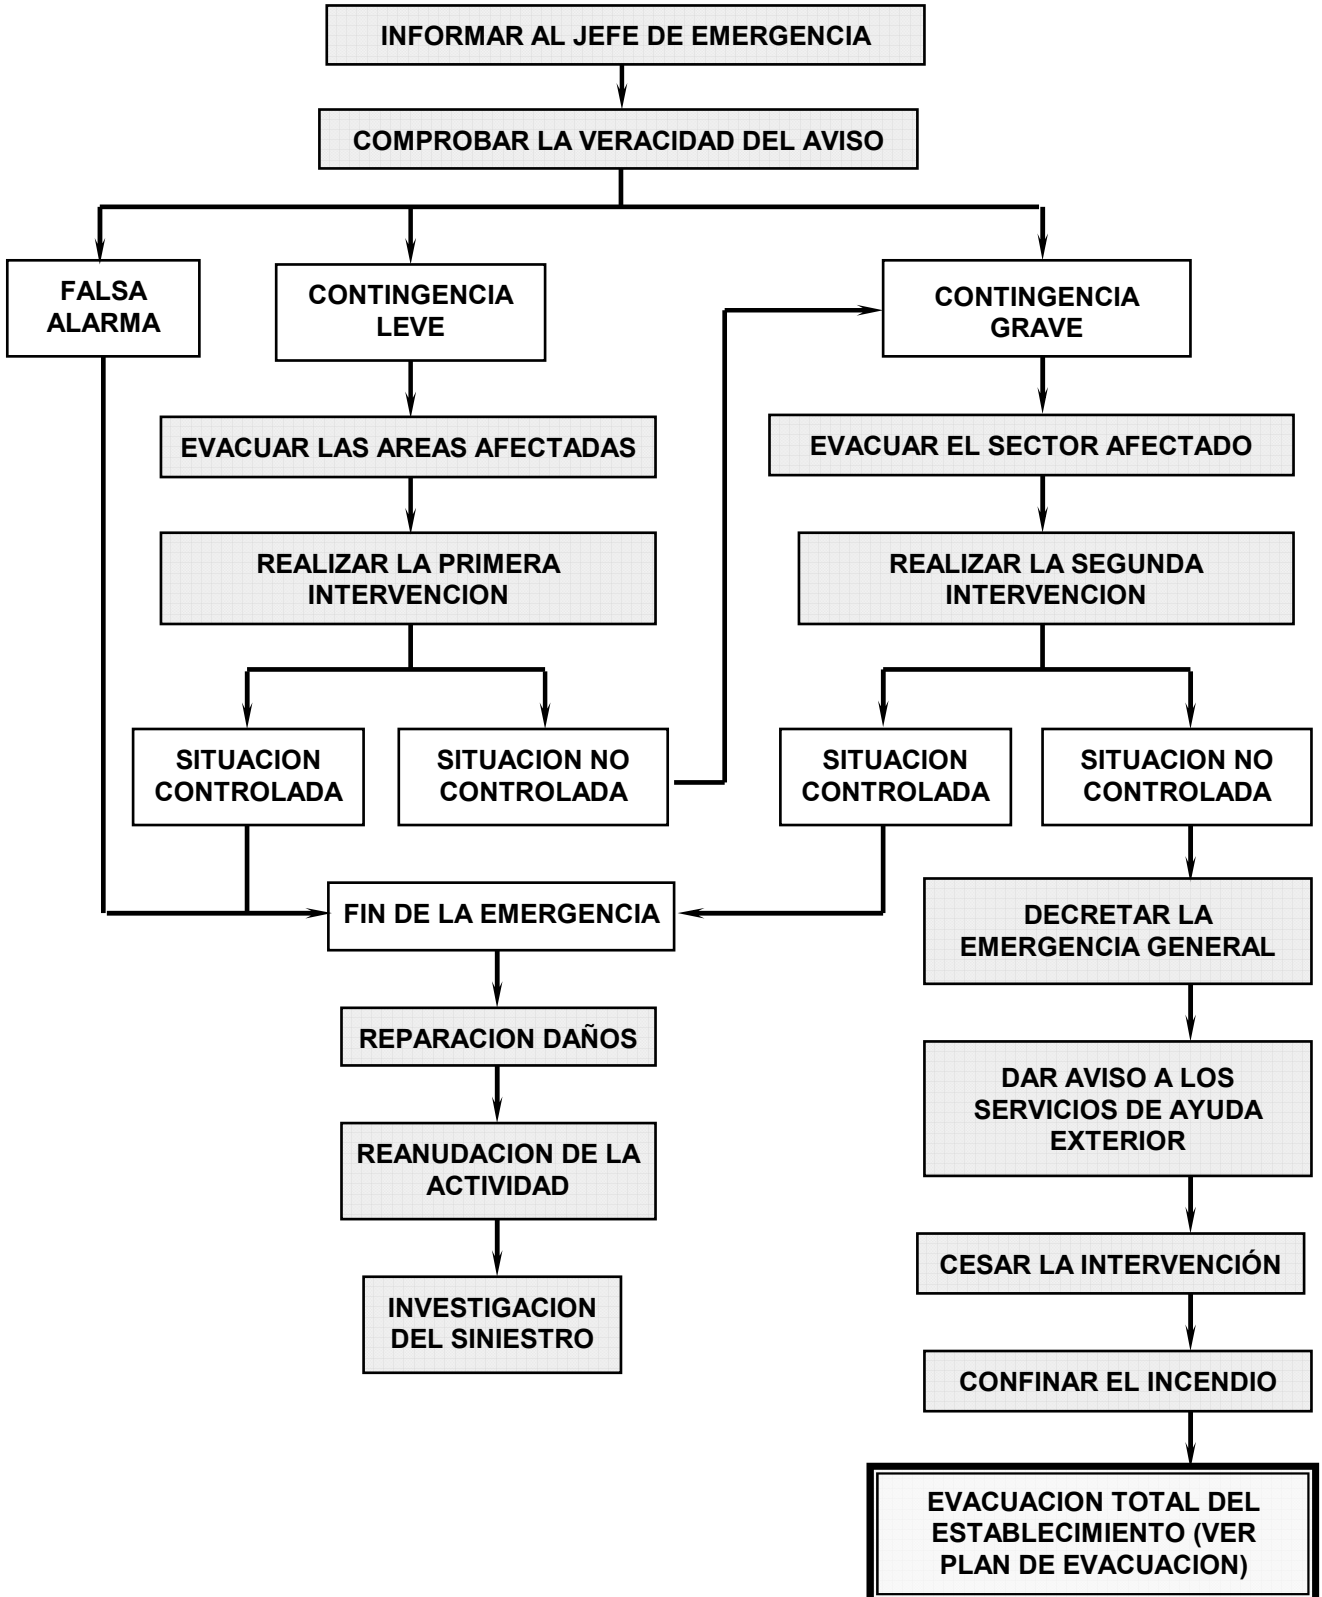 INFORMAR AL JEFE DE EMERGENCIA
COMPROBAR LA VERACIDAD DEL AVISO
FALSA
ALARMA
CONTINGENCIA
LEVE
CONTINGENCIA
GRAVE
EVACUAR LAS AREAS AFECTADAS
EVACUAR EL SECTOR AFECTADO
REALIZAR LA PRIMERA
INTERVENCION
REALIZAR LA SEGUNDA
INTERVENCION
SITUACION
CONTROLADA
SITUACION NO
CONTROLADA
SITUACION
CONTROLADA
SITUACION NO
CONTROLADA
FIN DE LA EMERGENCIA
DECRETAR LA
EMERGENCIA GENERAL
REPARACION DAÑOS
DAR AVISO A LOS
SERVICIOS DE AYUDA
EXTERIOR
REANUDACION DE LA
ACTIVIDAD
CESAR LA INTERVENCIÓN
INVESTIGACION
DEL SINIESTRO
CONFINAR EL INCENDIO
EVACUACION TOTAL DEL
ESTABLECIMIENTO (VER
PLAN DE EVACUACION)